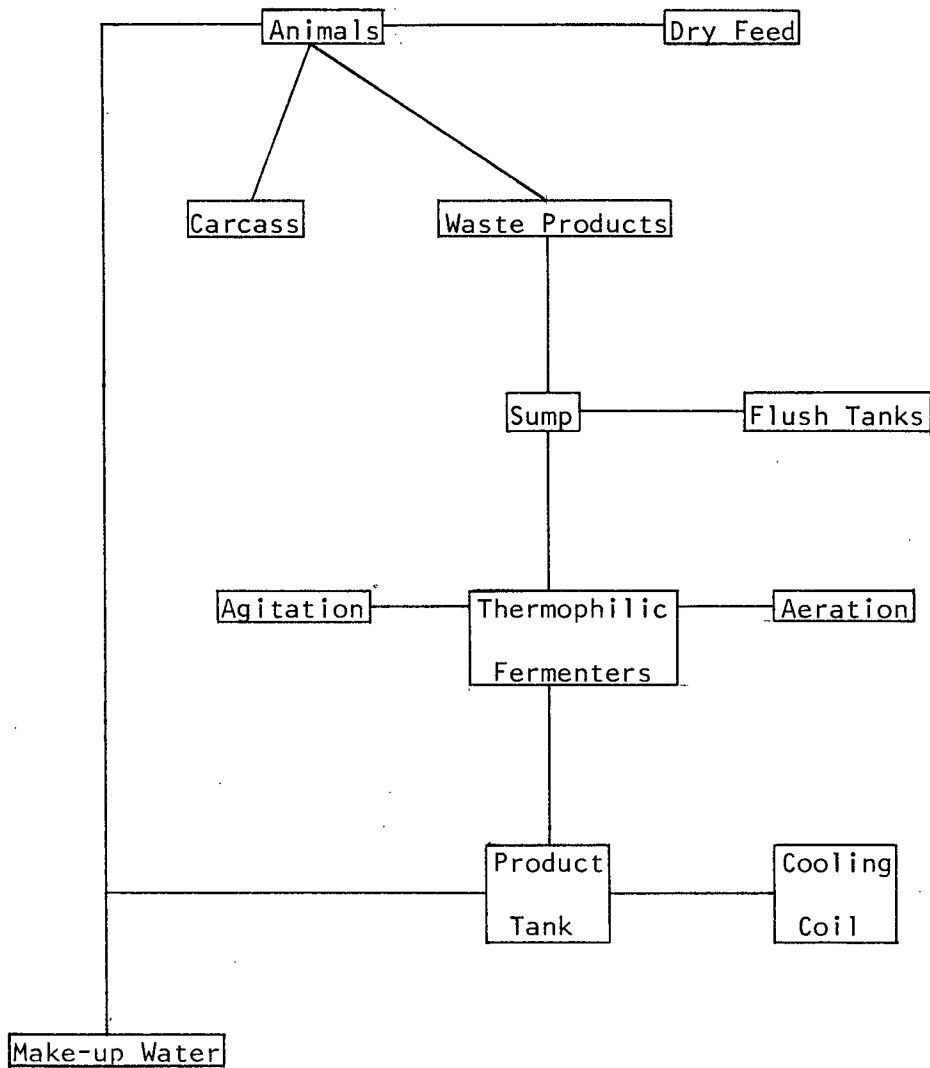 Animals
Dry Feed
Carcass
Waste Products
Sump
Flush Tanks
Agitation
Thermophilic
Fermenters
Aeration
Product
Tank
Cooling
Coil
Make-up Water